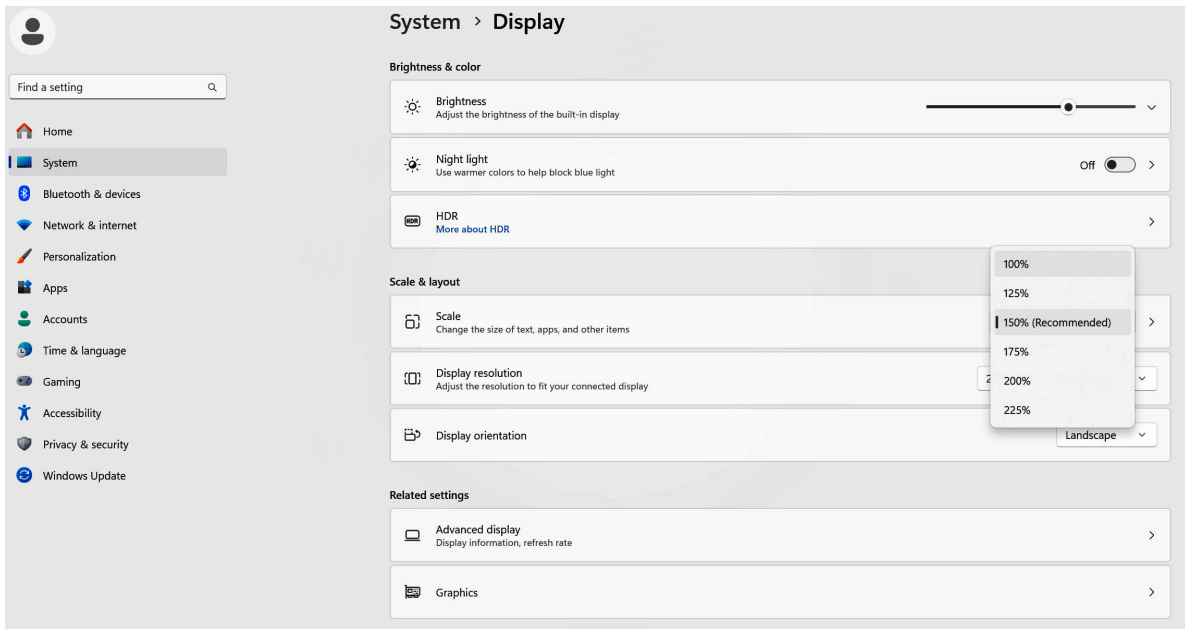 System > Display
Find a setting
Home
System
Bluetooth & devices
Network & internet
Personalization
Apps
Accounts
Time & language
Gaming
Accessibility
Privacy & security
Windows Update
Brightness & color
Brightness
Adjust the brightness of the built-in display
Night light
Use warmer colors to help block blue light
Off
HDR
HDR
More about HDR
Scale & layout
Scale
Change the size of text, apps, and other items
100%
125%
150% (Recommended)
175%
200%
225%
Display resolution
Adjust the resolution to fit your connected display
Display orientation
Landscape
Related settings
Advanced display
Display information, refresh rate
Graphics